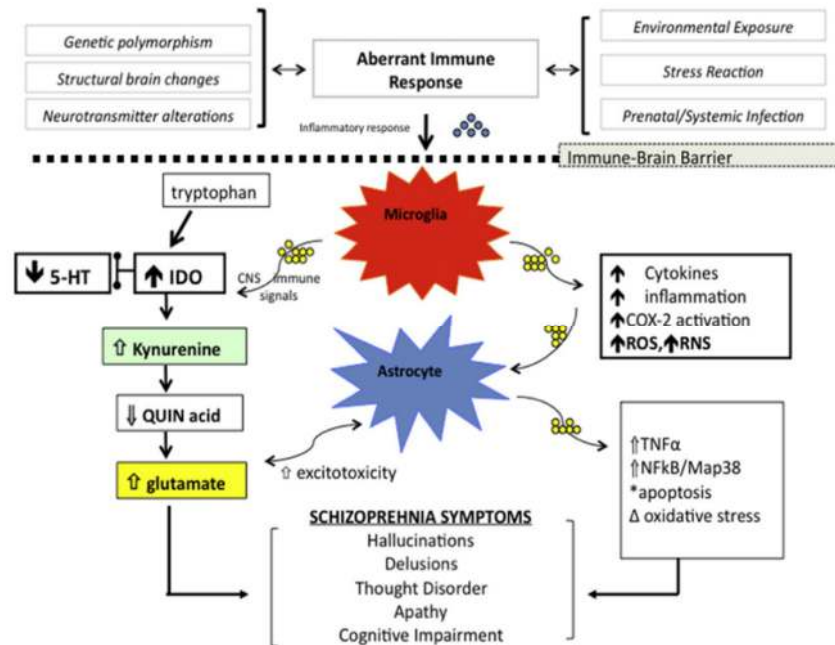 Genetic polymorphism
Structural brain changes
Neurotransmitter alterations
Aberrant Immune
Response
Environmental Exposure
Stress Reaction
Prenatal/Systemic Infection
Inflammatory response
Immune-Brain Barrier
tryptophan
Microglia
🡇 5-HT
🡅 IDO
CNS immune
signals
🡅 Cytokines
🡅 inflammation
🡅COX-2 activation
🡅ROS,🡅RNS
⇧ Kynurenine
Astrocyte
⇓ QUIN acid
⇧ glutamate
⇧ excitotoxicity
⇑TNFα
⇑NFkB/Map38
*apoptosis
Δ oxidative stress
SCHIZOPREHNIA SYMPTOMS
Hallucinations
Delusions
Thought Disorder
Apathy
Cognitive Impairment